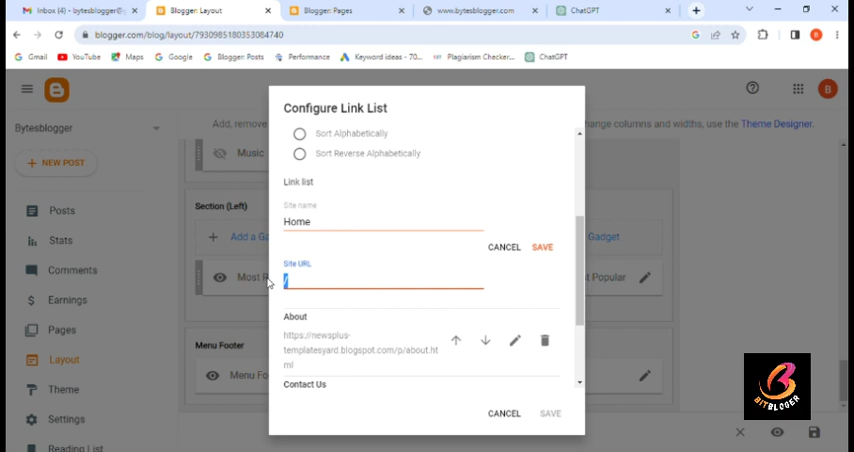 Inbox (4) - bytesblogger@g
Blogger: Layout
Blogger: Pages
www.bytesblogger.com
ChatGPT
blogger.com/blog/layout/7930985180353084740
Gmail
YouTube
Maps
Google
Blogger: Posts
Performance
Keyword ideas - 70...
Plagiarism Checker...
ChatGPT
B
Bytesblogger
NEW POST
Posts
Stats
Comments
Earnings
Pages
Layout
Theme
Settings
Reading List
Add, remove
change columns and widths, use the Theme Designer.
Music
Section (Left)
Add a Ga
Gadget
Most R
st Popular
Menu Footer
Menu Fo
Configure Link List
Sort Alphabetically
Sort Reverse Alphabetically
Link list
Site name
Home
CANCEL SAVE
Site URL
/
About
https://newsplus-
templatesyard.blogspot.com/p/about.ht
ml
Contact Us
CANCEL SAVE
BITBLOGER